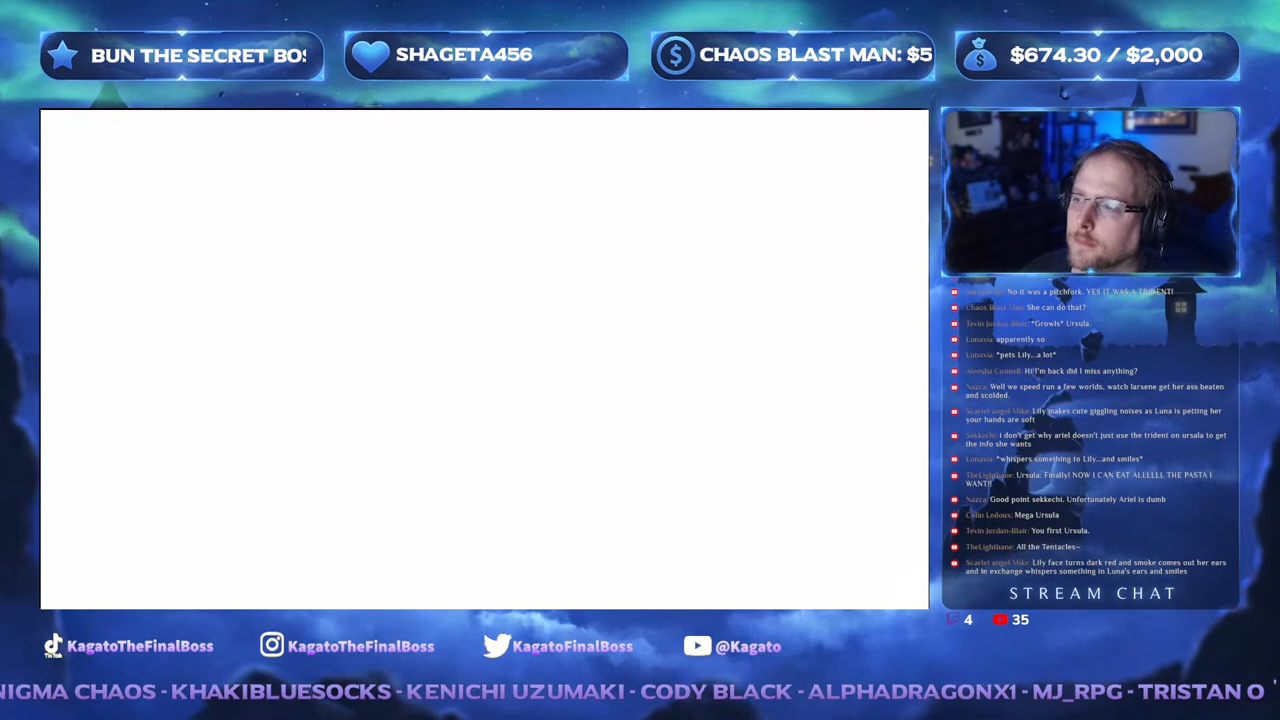 BUN THE SECRET BOS
SHAGETA456
CHAOS BLAST MAN: $5
$674.30 / $2,000
No it was a pitchfork. YES IT WAS A TRIDENT!
Chaos Blast Man: She can do that?
Tevin Jordan-Blair: *Growls* Ursula.
Lunaxia: apparently so
Lunaxia: *pets Lily...a lot*
Aleesha Connell: Hi I'm back did I miss anything?
Nazca: Well we speed run a few worlds, watch larxene get her ass beaten
and scolded.
Scarlet angel Mike: Lily makes cute giggling noises as Luna is petting her
your hands are soft
Sekkechi: i don't get why ariel doesn't just use the trident on ursala to get
the info she wants
Lunaxia: *whispers something to Lily...and smiles*
TheLightbane: Ursula: Finally! NOW I CAN EAT ALLLLLL THE PASTA I
WANT!!
Nazca: Good point sekkechi. Unfortunately Ariel is dumb
Colin Ledoux: Mega Ursula
Tevin Jordan-Blair: You first Ursula.
TheLightbane: All the Tentacles~
Scarlet angel Mike: Lily face turns dark red and smoke comes out her ears
and in exchange whispers something in Luna's ears and smiles
STREAM CHAT
4 35
KagatoTheFinalBoss
KagatoTheFinalBoss
KagatoFinalBoss
@Kagato
NIGMA CHAOS - KHAKIBLUESOCKS - KENICHI UZUMAKI - CODY BLACK - ALPHADRAGONX1 - MJ_RPG - TRISTAN O